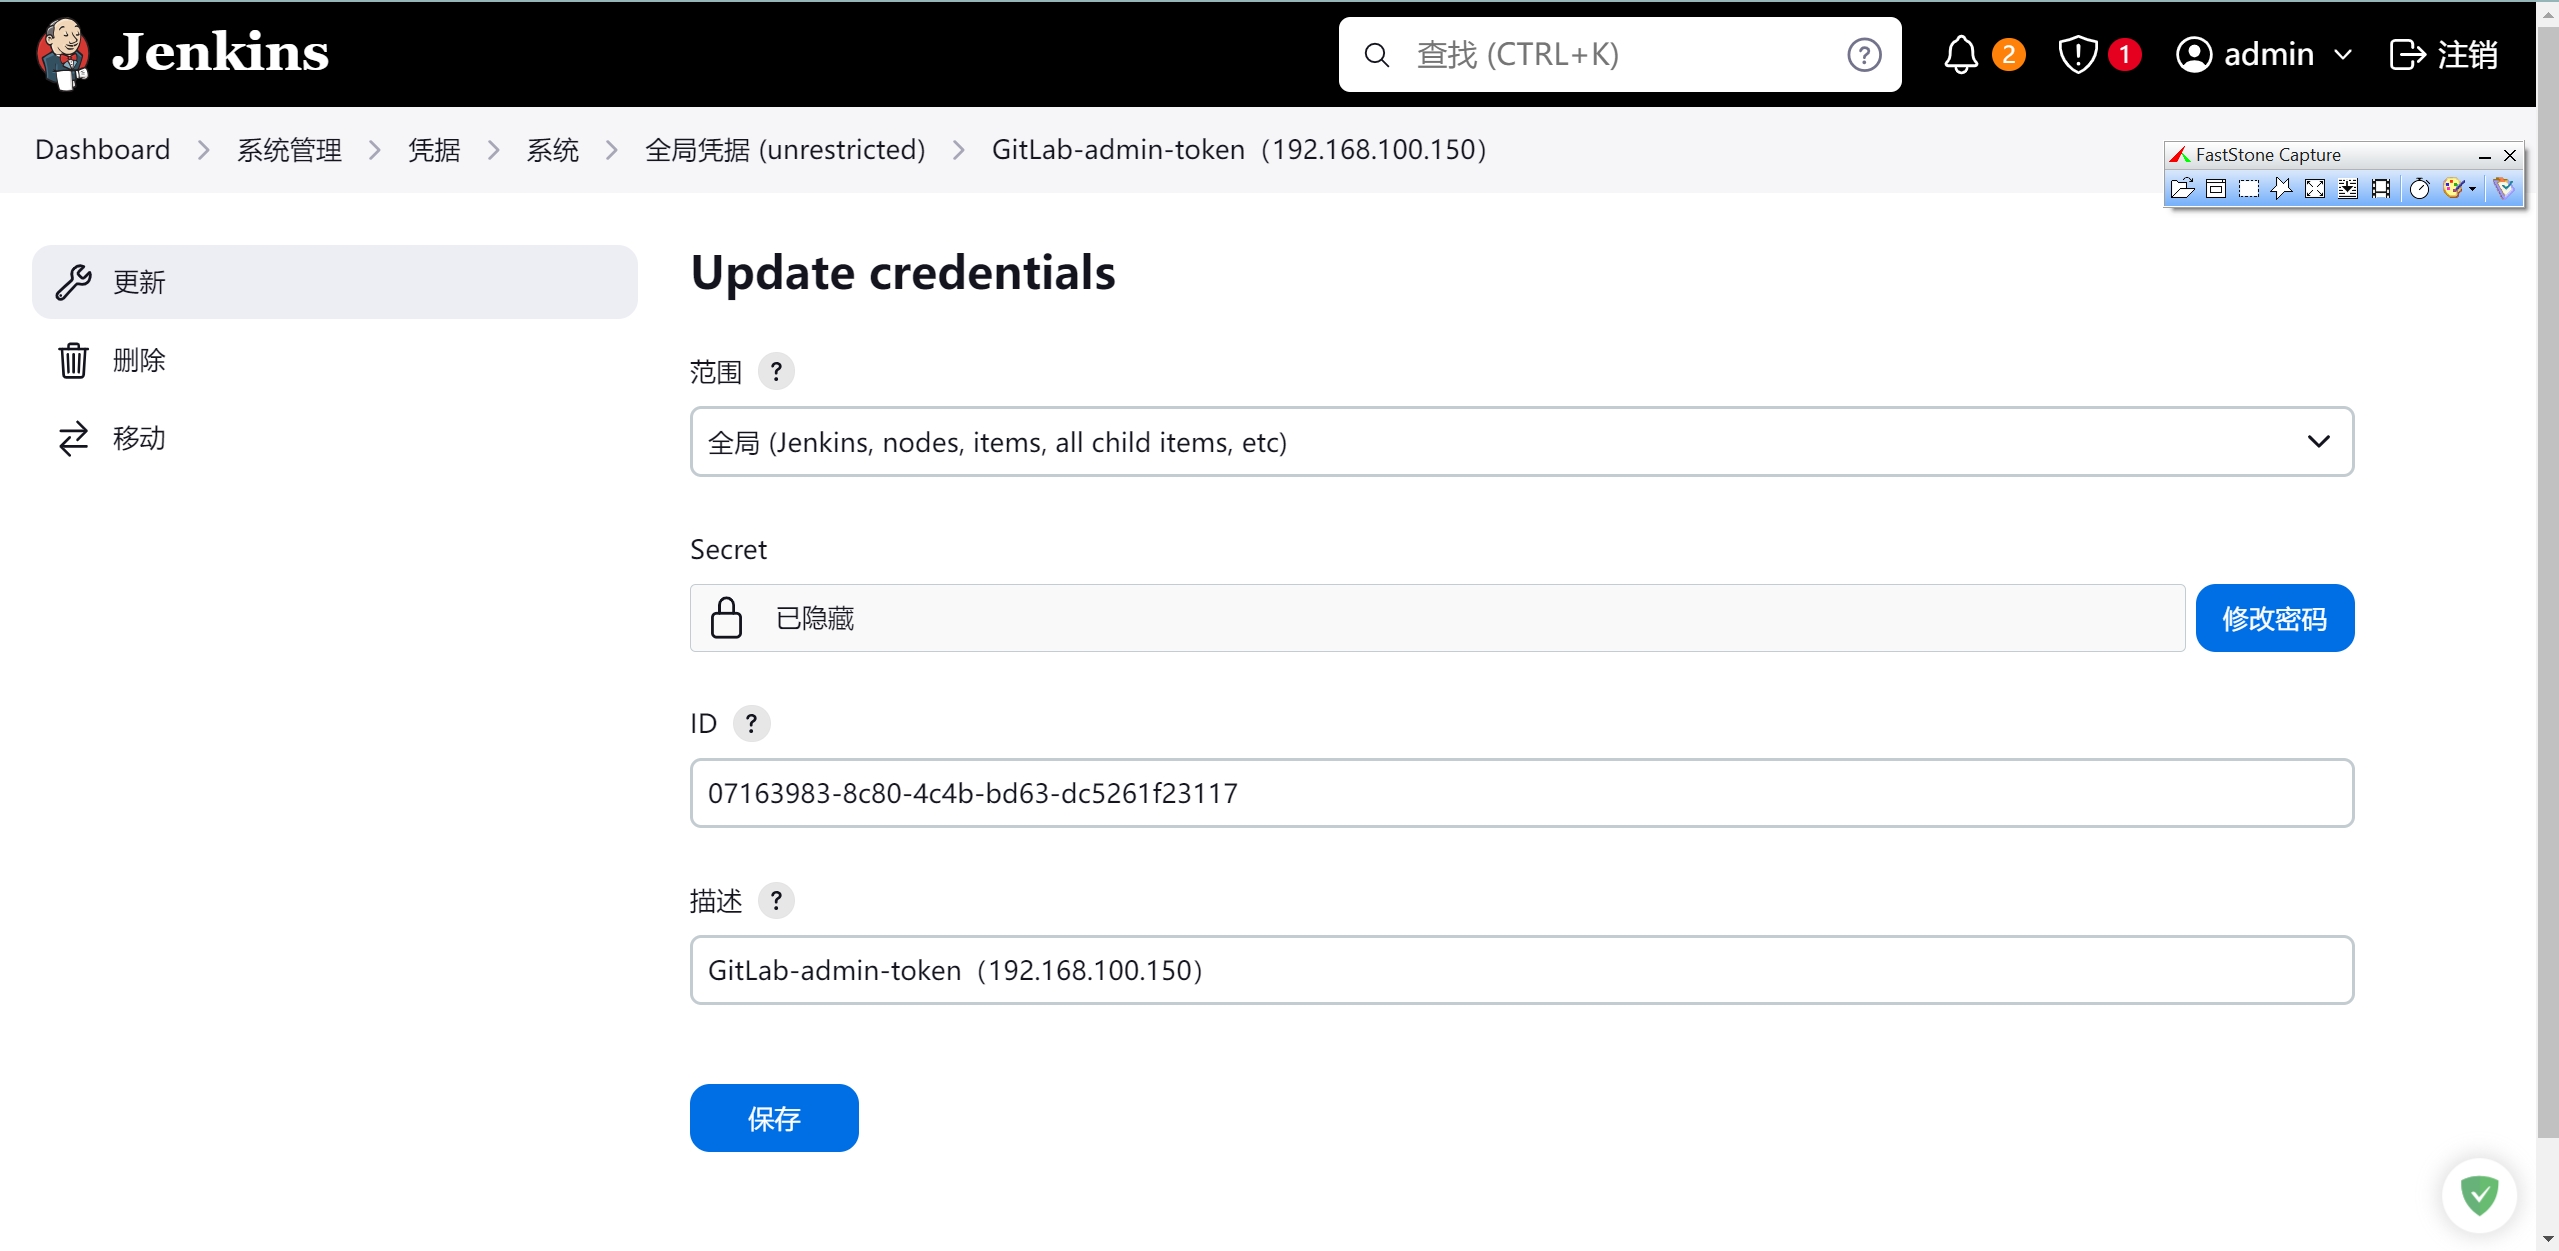 Jenkins
查找 (CTRL+K)
2
1
admin
注销
Dashboard
系统管理
凭据
系统
全局凭据 (unrestricted)
GitLab-admin-token（192.168.100.150）
FastStone Capture
更新
删除
移动
Update credentials
范围 ?
全局 (Jenkins, nodes, items, all child items, etc)
Secret
已隐藏
修改密码
ID ?
07163983-8c80-4c4b-bd63-dc5261f23117
描述 ?
GitLab-admin-token（192.168.100.150）
保存